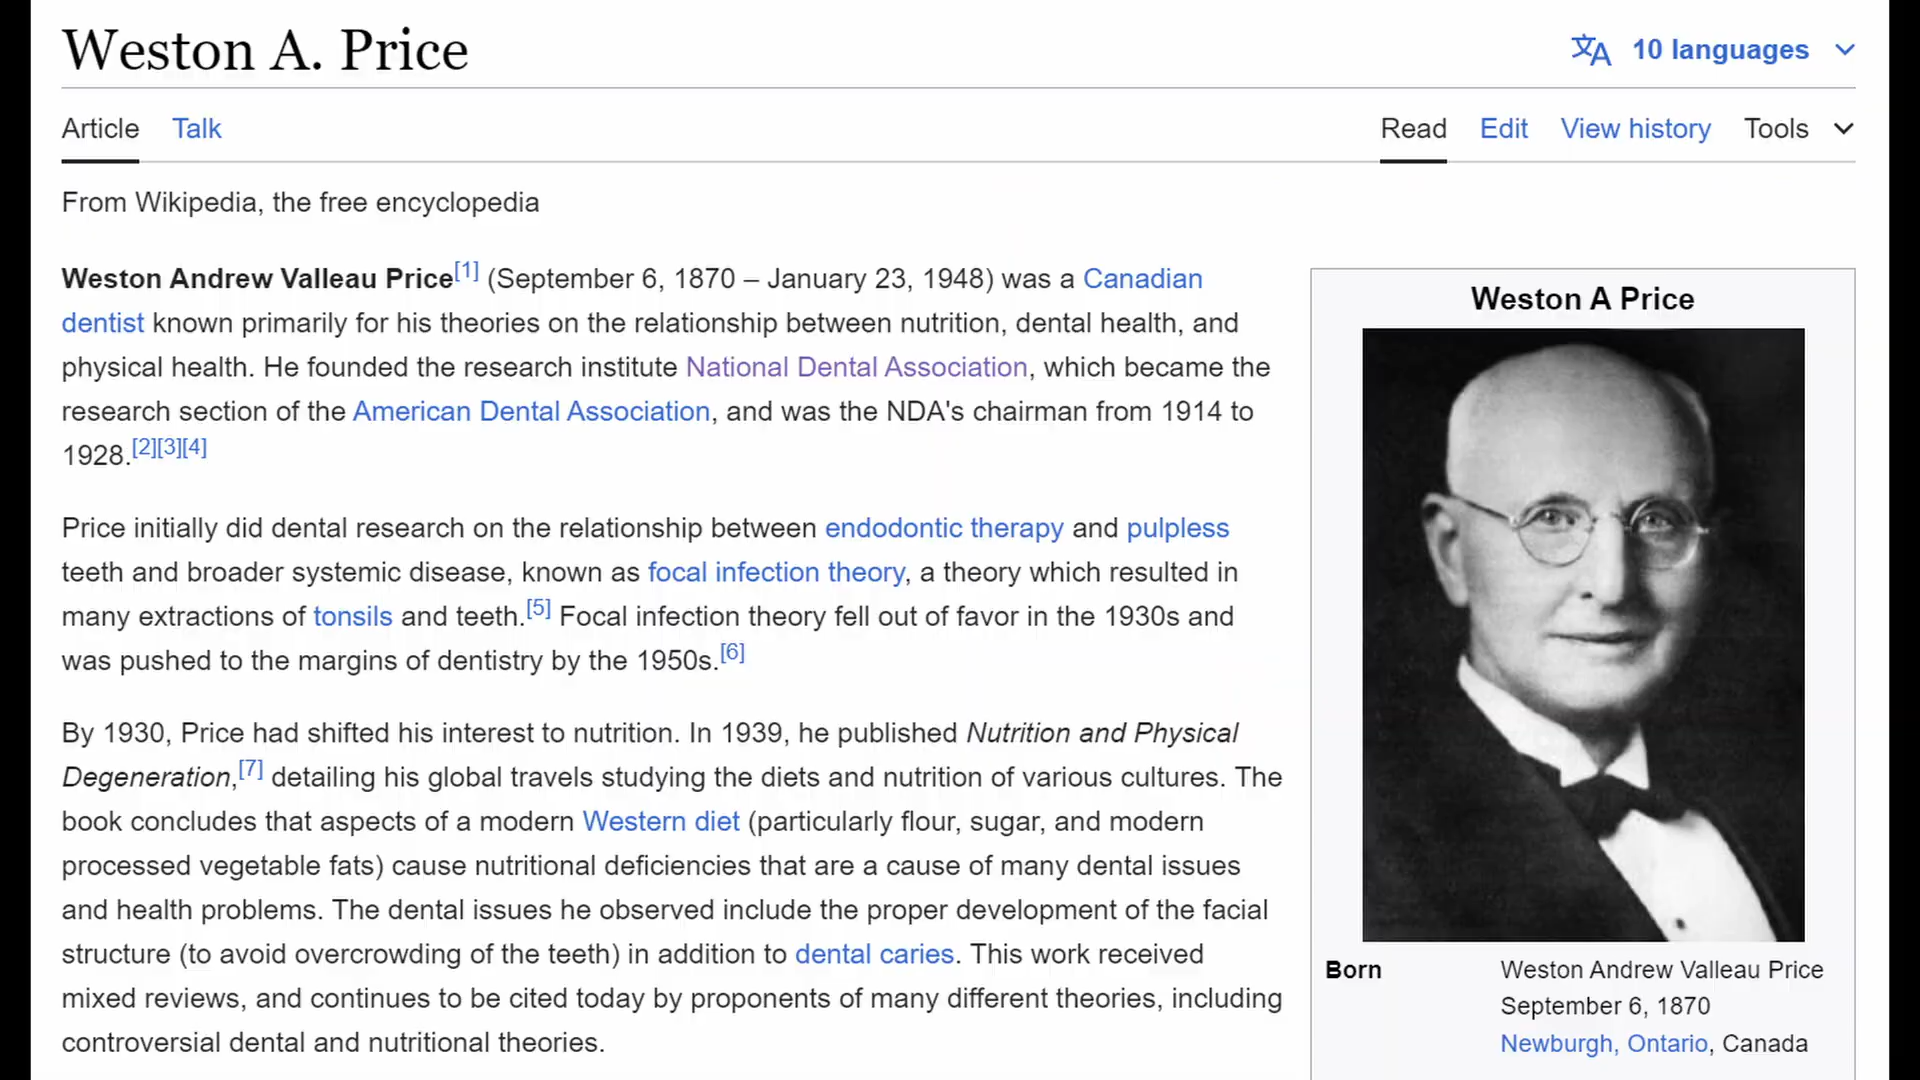 Weston A. Price
10 languages
Article Talk
Read Edit View history Tools
From Wikipedia, the free encyclopedia
Weston Andrew Valleau Price[1] (September 6, 1870 – January 23, 1948) was a Canadian
dentist known primarily for his theories on the relationship between nutrition, dental health, and
physical health. He founded the research institute National Dental Association, which became the
research section of the American Dental Association, and was the NDA's chairman from 1914 to
1928.[2][3][4]
Price initially did dental research on the relationship between endodontic therapy and pulpless
teeth and broader systemic disease, known as focal infection theory, a theory which resulted in
many extractions of tonsils and teeth.[5] Focal infection theory fell out of favor in the 1930s and
was pushed to the margins of dentistry by the 1950s.[6]
By 1930, Price had shifted his interest to nutrition. In 1939, he published Nutrition and Physical
Degeneration,[7] detailing his global travels studying the diets and nutrition of various cultures. The
book concludes that aspects of a modern Western diet (particularly flour, sugar, and modern
processed vegetable fats) cause nutritional deficiencies that are a cause of many dental issues
and health problems. The dental issues he observed include the proper development of the facial
structure (to avoid overcrowding of the teeth) in addition to dental caries. This work received
mixed reviews, and continues to be cited today by proponents of many different theories, including
controversial dental and nutritional theories.
Weston A Price
Born Weston Andrew Valleau Price
September 6, 1870
Newburgh, Ontario, Canada